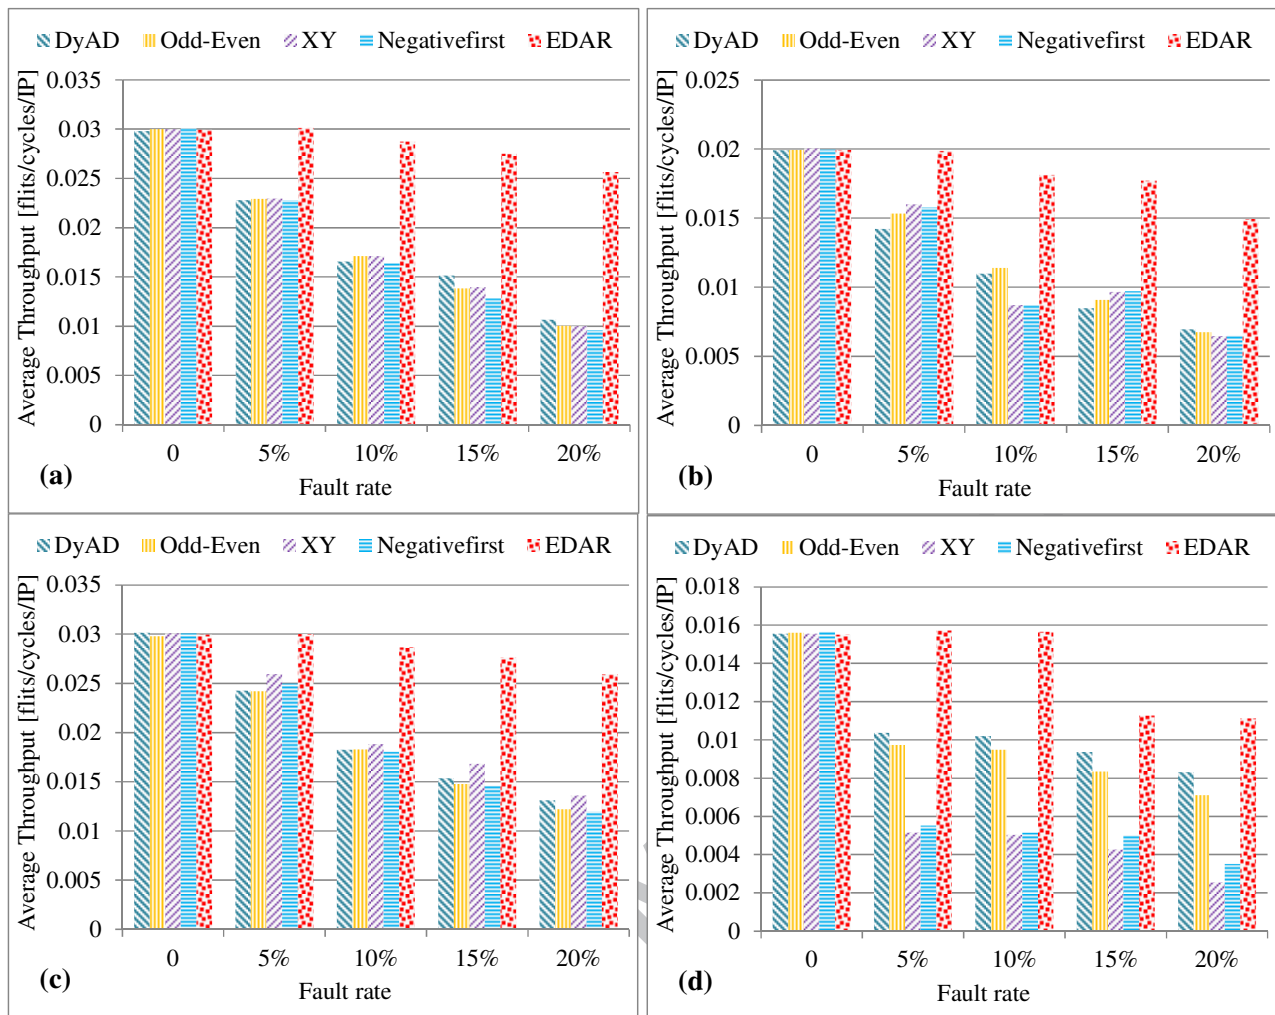 DyAD Odd-Even XY Negativefirst EDAR
Average Throughput [flits/cycles/IP]
0.035
0.03
0.025
0.02
0.015
0.01
0.005
0
0 5% 10% 15% 20%
Fault rate
(a)
DyAD Odd-Even XY Negativefirst EDAR
Average Throughput [flits/cycles/IP]
0.025
0.02
0.015
0.01
0.005
0
0 5% 10% 15% 20%
Fault rate
(b)
DyAD Odd-Even XY Negativefirst EDAR
Average Throughput [flits/cycles/IP]
0.035
0.03
0.025
0.02
0.015
0.01
0.005
0
0 5% 10% 15% 20%
Fault rate
(c)
DyAD Odd-Even XY Negativefirst EDAR
Average Throughput [flits/cycles/IP]
0.018
0.016
0.014
0.012
0.01
0.008
0.006
0.004
0.002
0
0 5% 10% 15% 20%
Fault rate
(d)